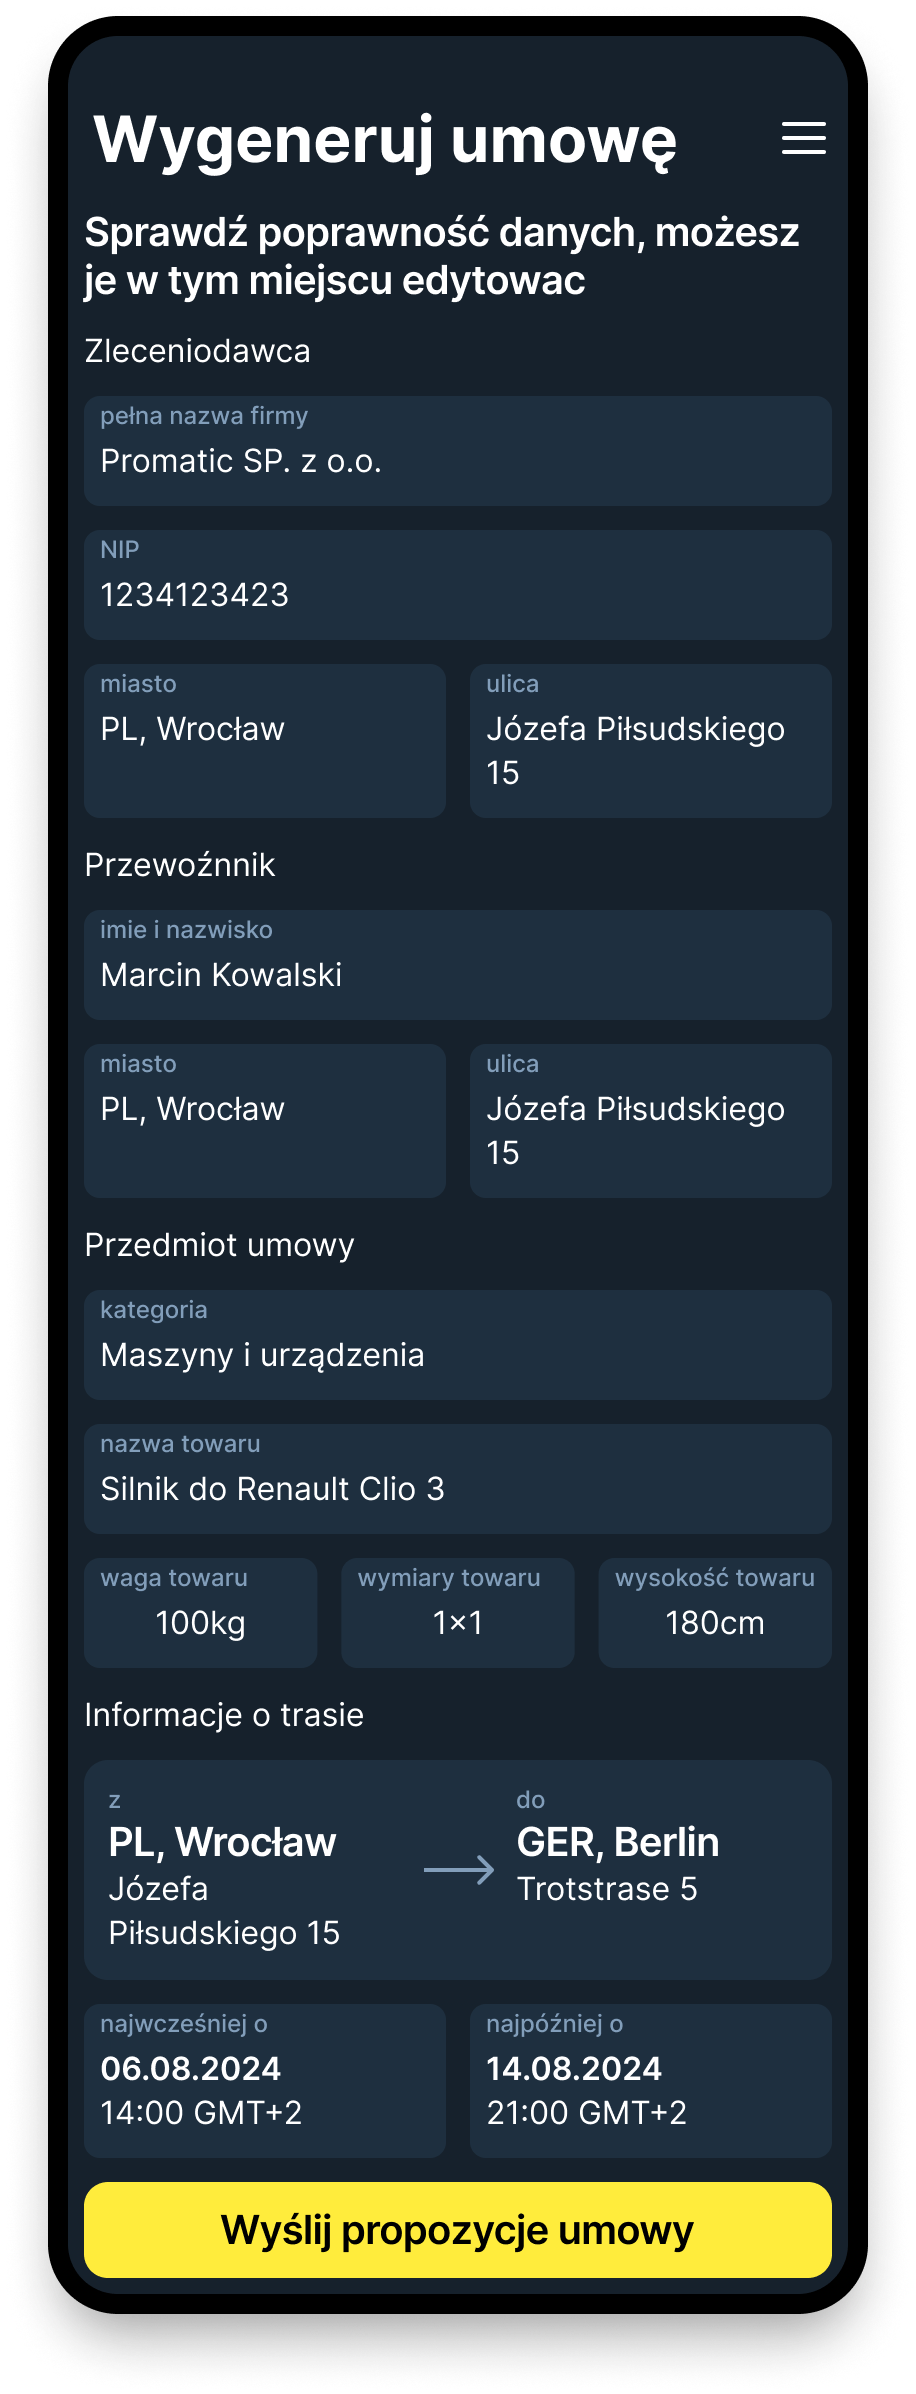 Wygeneruj umowę
Sprawdź poprawność danych, możesz
je w tym miejscu edytowac
Zleceniodawca
pełna nazwa firmy
Promatic SP. z o.o.
NIP
1234123423
miasto
PL, Wrocław
ulica
Józefa Piłsudskiego
15
Przewoźnnik
imie i nazwisko
Marcin Kowalski
miasto
PL, Wrocław
ulica
Józefa Piłsudskiego
15
Przedmiot umowy
kategoria
Maszyny i urządzenia
nazwa towaru
Silnik do Renault Clio 3
waga towaru
100kg
wymiary towaru
1×1
wysokość towaru
180cm
Informacje o trasie
z
PL, Wrocław
Józefa
Piłsudskiego 15
do
GER, Berlin
Trotstrase 5
najwcześniej o
06.08.2024
14:00 GMT+2
najpóźniej o
14.08.2024
21:00 GMT+2
Wyślij propozycje umowy